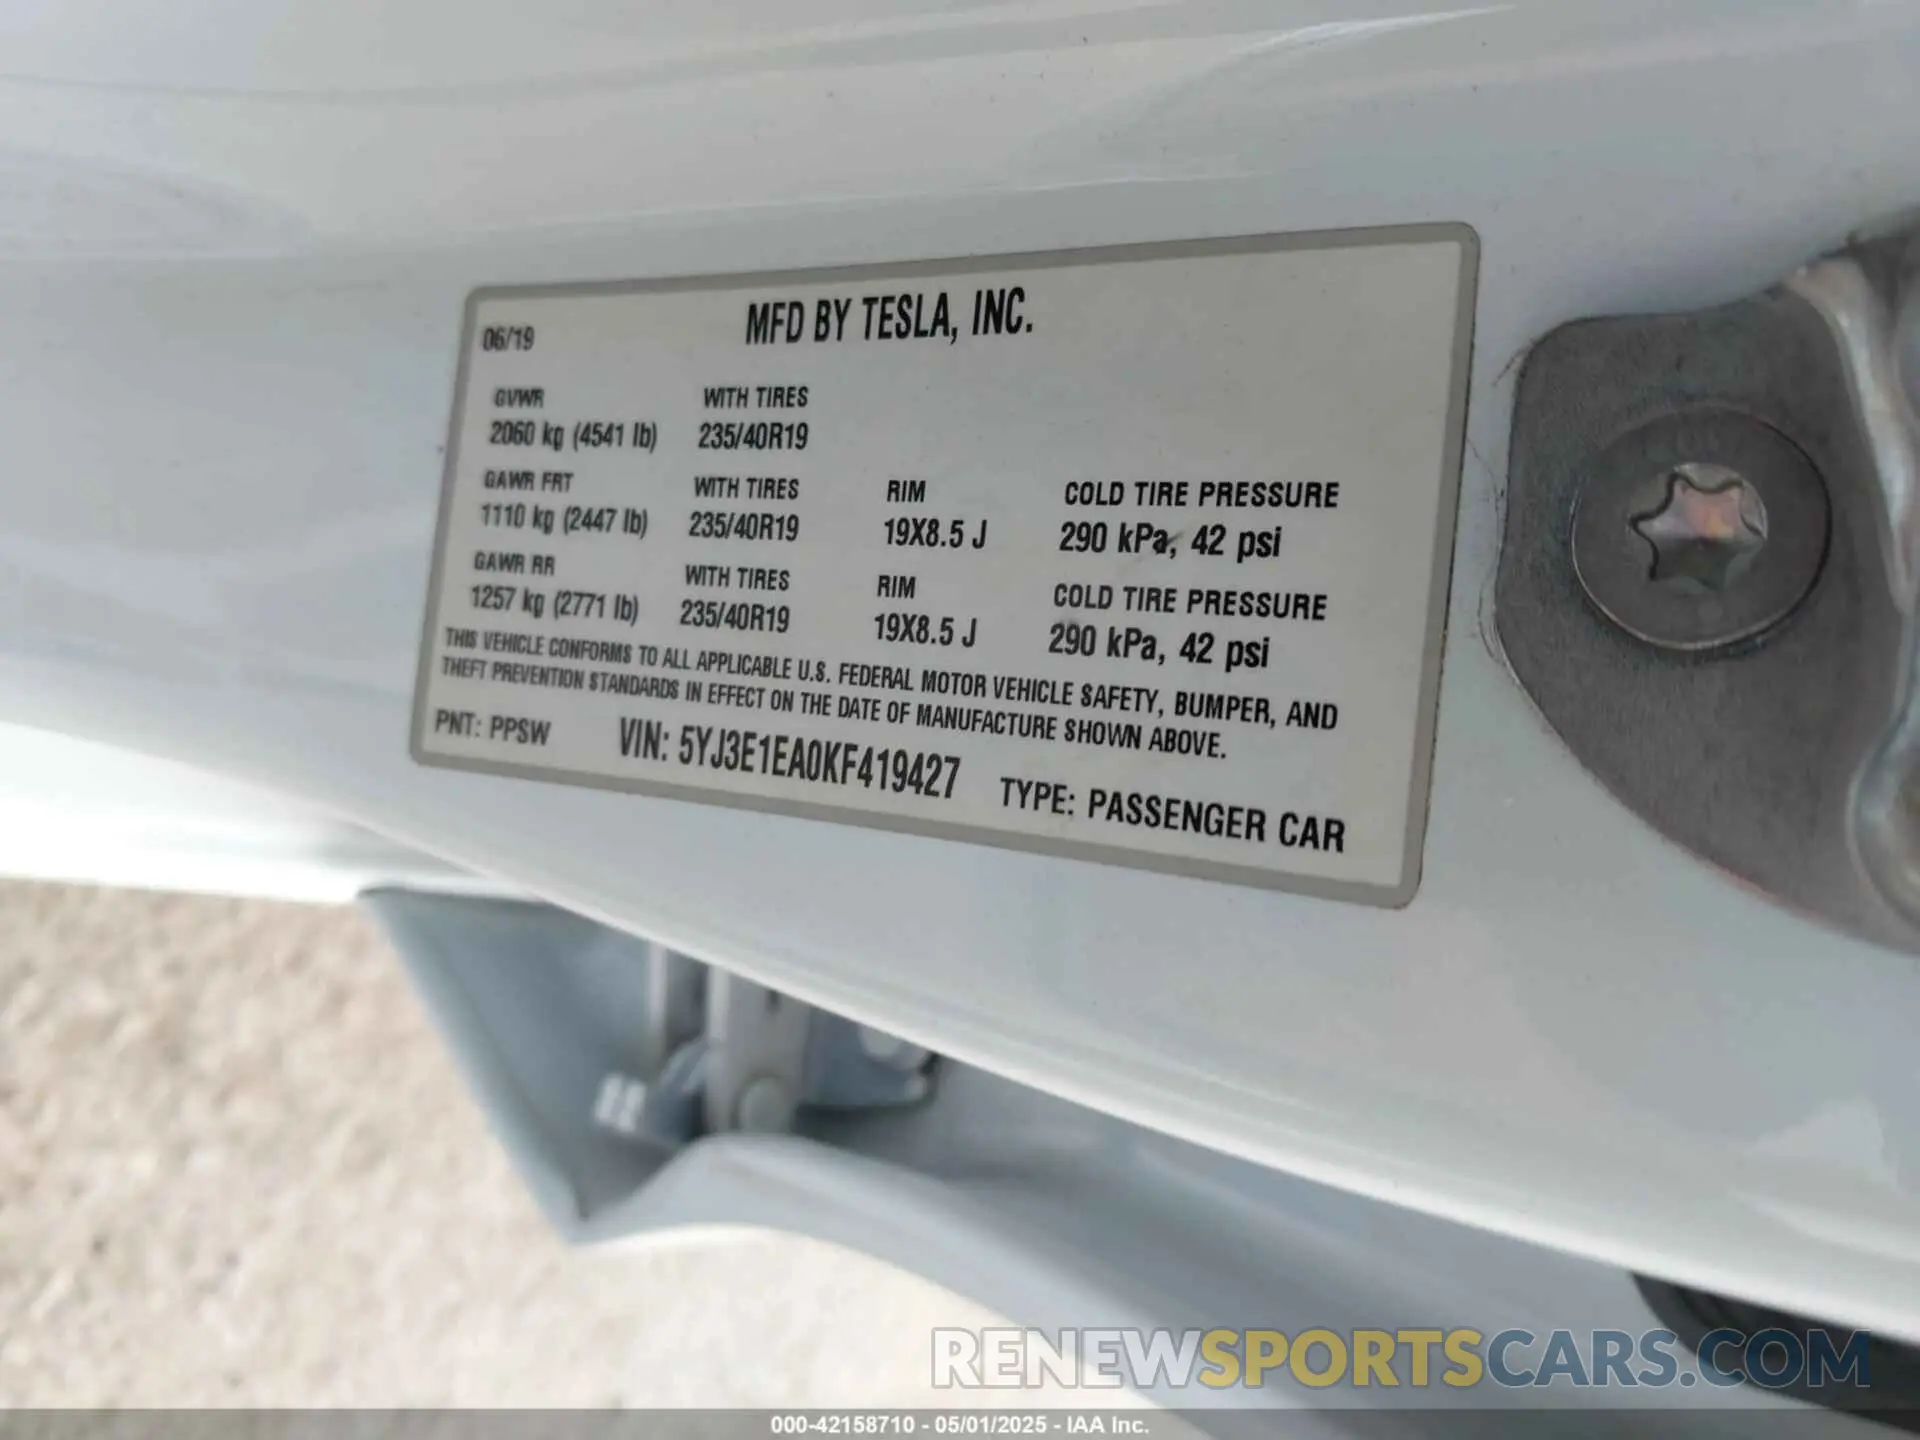 06/19 MFD BY TESLA, INC.
GVWR WITH TIRES
2060 kg (4541 lb) 235/40R19
GAWR FRT WITH TIRES RIM COLD TIRE PRESSURE
1110 kg (2447 lb) 235/40R19 19X8.5 J 290 kPa, 42 psi
GAWR RR WITH TIRES RIM COLD TIRE PRESSURE
1257 kg (2771 lb) 235/40R19 19X8.5 J 290 kPa, 42 psi
THIS VEHICLE CONFORMS TO ALL APPLICABLE U.S. FEDERAL MOTOR VEHICLE SAFETY, BUMPER, AND
THEFT PREVENTION STANDARDS IN EFFECT ON THE DATE OF MANUFACTURE SHOWN ABOVE.
PNT: PPSW VIN: 5YJ3E1EA0KF419427 TYPE: PASSENGER CAR
RENEWSPORTSCARS.COM
000-42158710 - 05/01/2025 - IAA Inc.